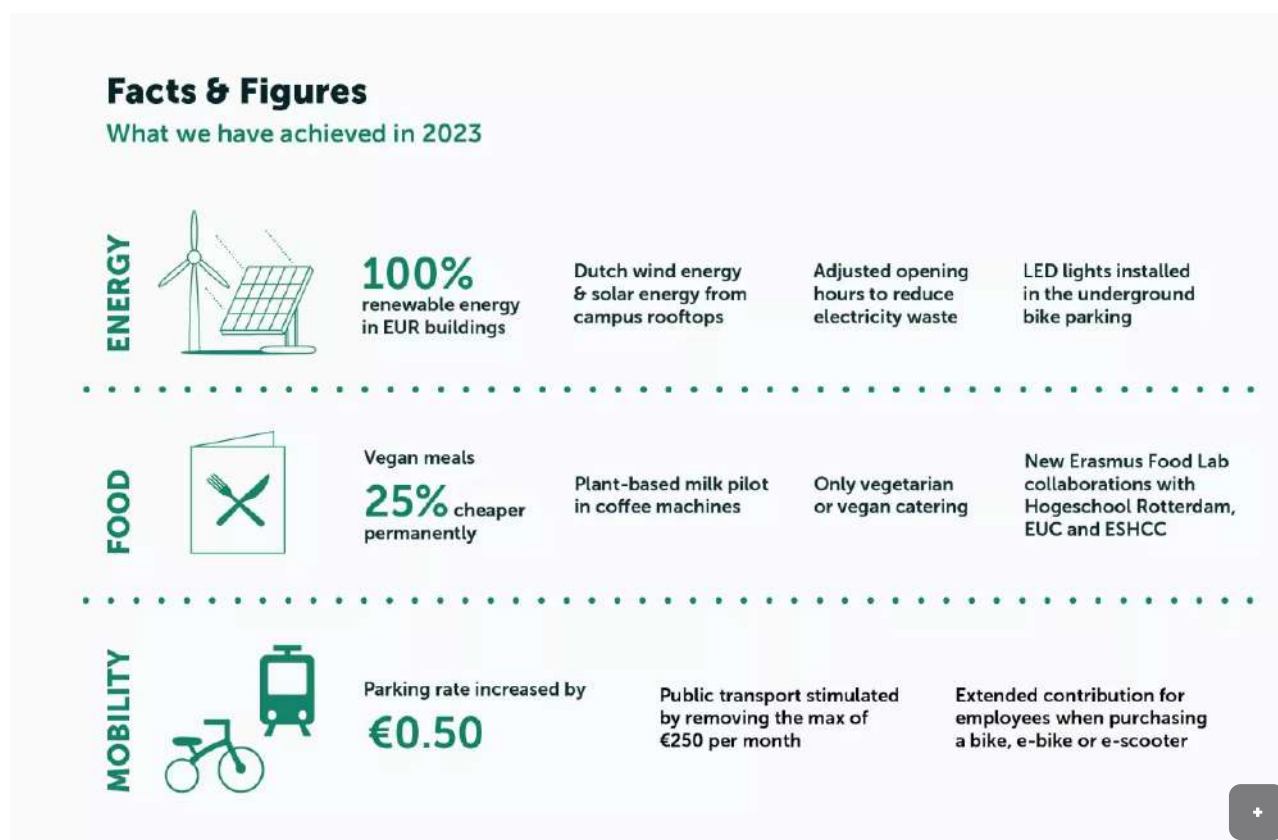 Facts & Figures
What we have achieved in 2023
ENERGY
100%
renewable energy
in EUR buildings
Dutch wind energy
& solar energy from
campus rooftops
Adjusted opening
hours to reduce
electricity waste
LED lights installed
in the underground
bike parking
FOOD
Vegan meals
25% cheaper
permanently
Plant-based milk pilot
in coffee machines
Only vegetarian
or vegan catering
New Erasmus Food Lab
collaborations with
Hogeschool Rotterdam,
EUC and ESHCC
MOBILITY
Parking rate increased by
€0.50
Public transport stimulated
by removing the max of
€250 per month
Extended contribution for
employees when purchasing
a bike, e-bike or e-scooter
+